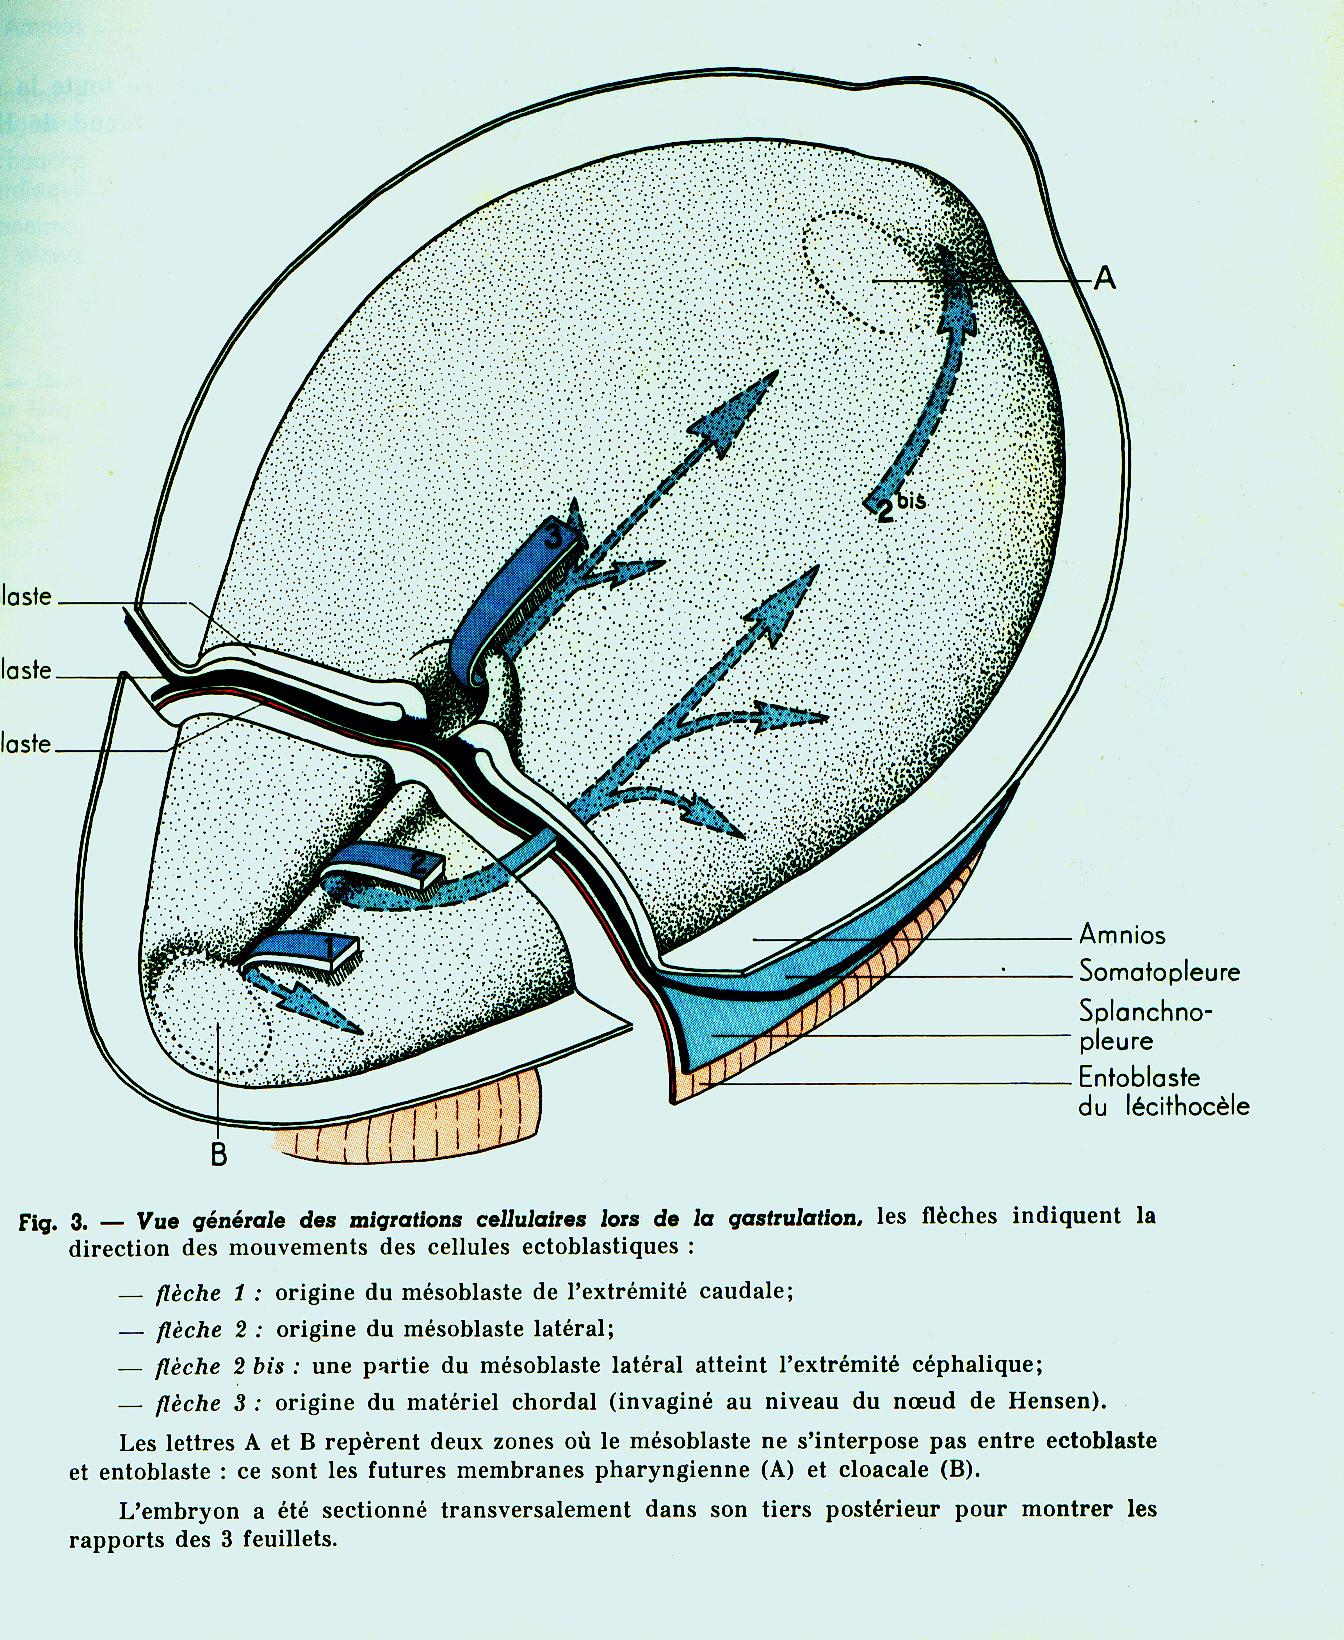 A
3
2 bis
laste
laste
laste
2
1
Amnios
Somatopleure
Splanchno-
pleure
Entoblaste
du lécithocèle
B
Fig. 3. — Vue générale des migrations cellulaires lors de la gastrulation, les flèches indiquent la
direction des mouvements des cellules ectoblastiques :
— flèche 1 : origine du mésoblaste de l'extrémité caudale;
— flèche 2 : origine du mésoblaste latéral;
— flèche 2 bis : une partie du mésoblaste latéral atteint l'extrémité céphalique;
— flèche 3 : origine du matériel chordal (invaginé au niveau du nœud de Hensen).
Les lettres A et B repèrent deux zones où le mésoblaste ne s'interpose pas entre ectoblaste
et entoblaste : ce sont les futures membranes pharyngienne (A) et cloacale (B).
L'embryon a été sectionné transversalement dans son tiers postérieur pour montrer les
rapports des 3 feuillets.